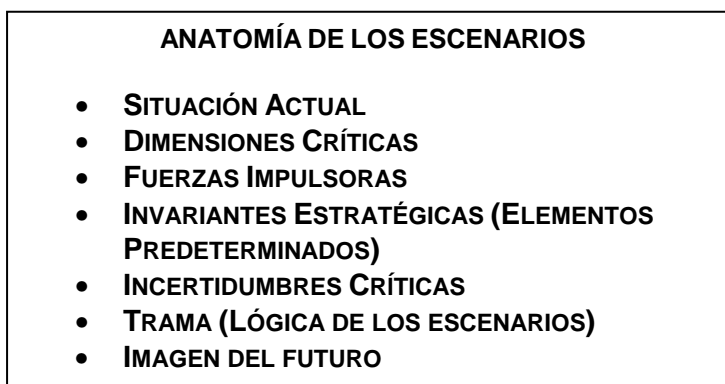 ANATOMÍA DE LOS ESCENARIOS
• SITUACIÓN ACTUAL
• DIMENSIONES CRÍTICAS
• FUERZAS IMPULSORAS
• INVARIANTES ESTRATÉGICAS (ELEMENTOS
PREDETERMINADOS)
• INCERTIDUMBRES CRÍTICAS
• TRAMA (LÓGICA DE LOS ESCENARIOS)
• IMAGEN DEL FUTURO